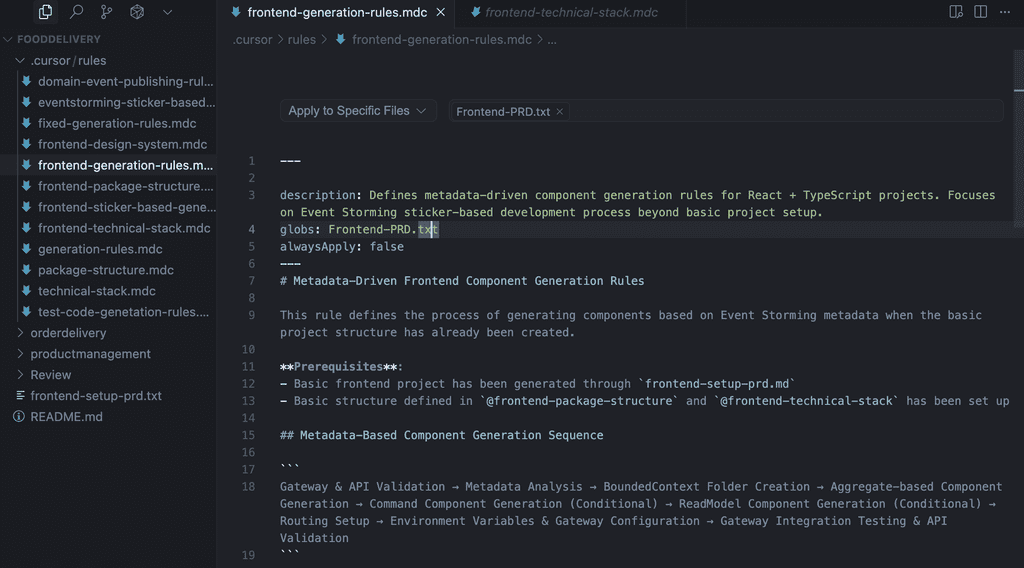 frontend-generation-rules.mdc
frontend-technical-stack.mdc
FOODDELIVERY
.cursor/rules
domain-event-publishing-rul...
eventstorming-sticker-based...
fixed-generation-rules.mdc
frontend-design-system.mdc
frontend-generation-rules.m...
frontend-package-structure....
frontend-sticker-based-gene...
frontend-technical-stack.mdc
generation-rules.mdc
package-structure.mdc
technical-stack.mdc
test-code-genetation-rules....
orderdelivery
productmanagement
Review
frontend-setup-prd.txt
README.md
.cursor > rules > frontend-generation-rules.mdc > ...
Apply to Specific Files
Frontend-PRD.txt ×
1 ---
2
3 description: Defines metadata-driven component generation rules for React + TypeScript projects. Focuses
on Event Storming sticker-based development process beyond basic project setup.
4 globs: Frontend-PRD.txt
5 alwaysApply: false
6 ---
7 # Metadata-Driven Frontend Component Generation Rules
8
9 This rule defines the process of generating components based on Event Storming metadata when the basic
project structure has already been created.
10
11 **Prerequisites**:
12 - Basic frontend project has been generated through `frontend-setup-prd.md`
13 - Basic structure defined in `@frontend-package-structure` and `@frontend-technical-stack` has been set up
14
15 ## Metadata-Based Component Generation Sequence
16
17 ```
18 Gateway & API Validation → Metadata Analysis → BoundedContext Folder Creation → Aggregate-based Component
Generation → Command Component Generation (Conditional) → ReadModel Component Generation (Conditional) →
Routing Setup → Environment Variables & Gateway Configuration → Gateway Integration Testing & API
Validation
19 ```